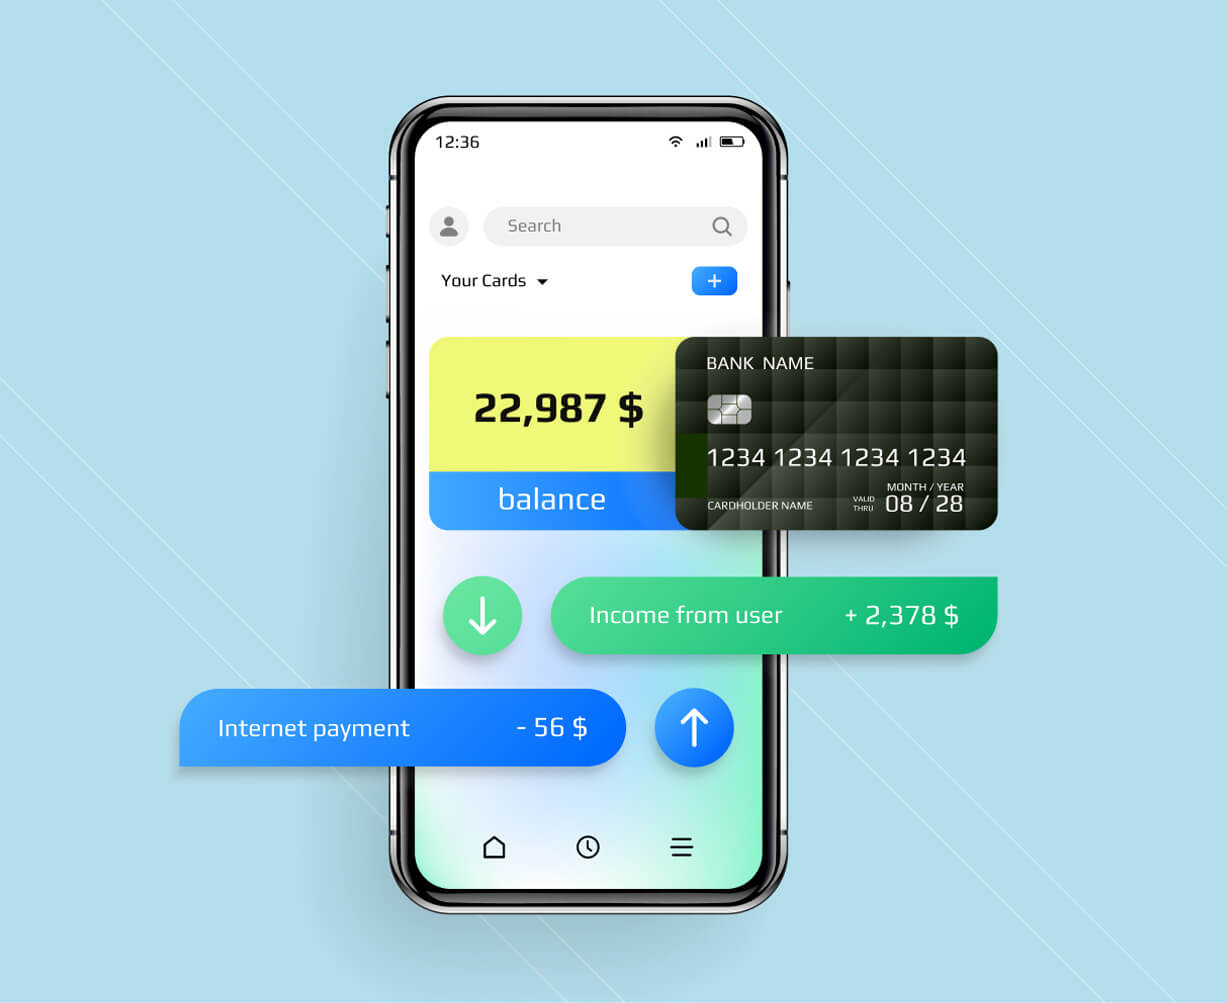 12:36
Search
Your Cards
22,987 $
balance
BANK NAME
1234 1234 1234 1234
MONTH / YEAR
CARDHOLDER NAME
VALID
THRU
08 / 28
Income from user
+ 2,378 $
Internet payment
- 56 $